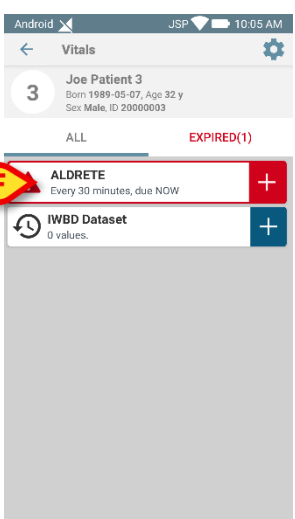 Android JSP 10:05 AM
Vitals
3
Joe Patient 3
Born 1989-05-07, Age 32 y
Sex Male, ID 20000003
ALL EXPIRED(1)
ALDRETE
Every 30 minutes, due NOW
IWBD Dataset
0 values.